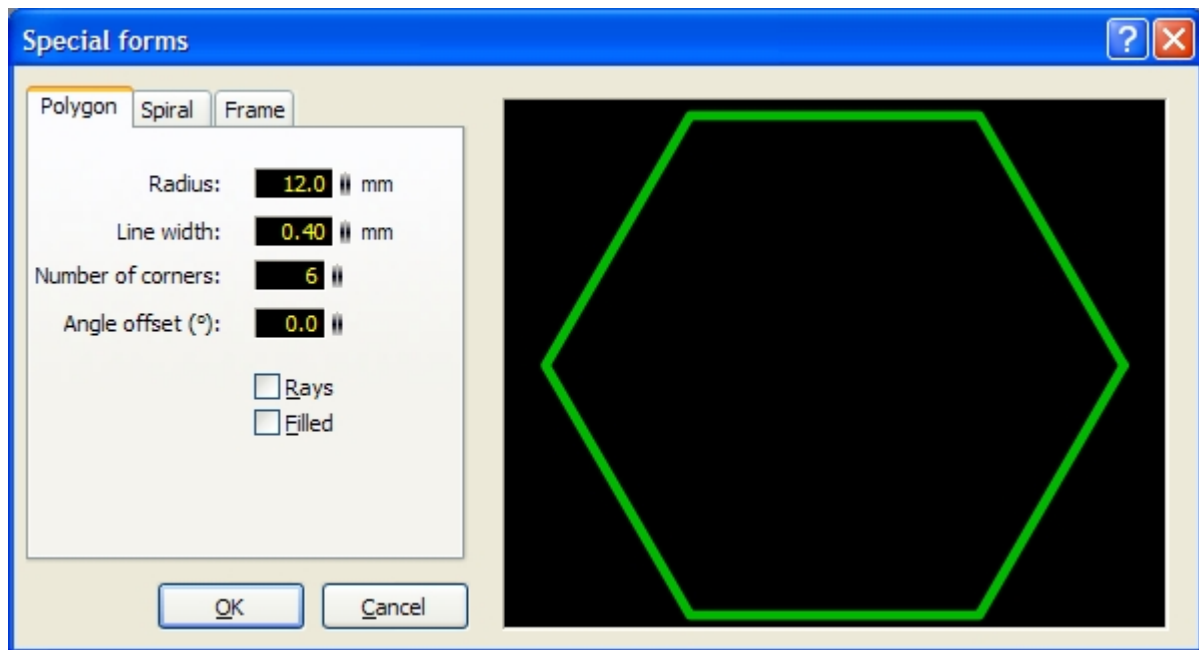 Special forms
Polygon Spiral Frame
Radius: 12.0 mm
Line width: 0.40 mm
Number of corners: 6
Angle offset (°): 0.0
Rays
Filled
OK Cancel